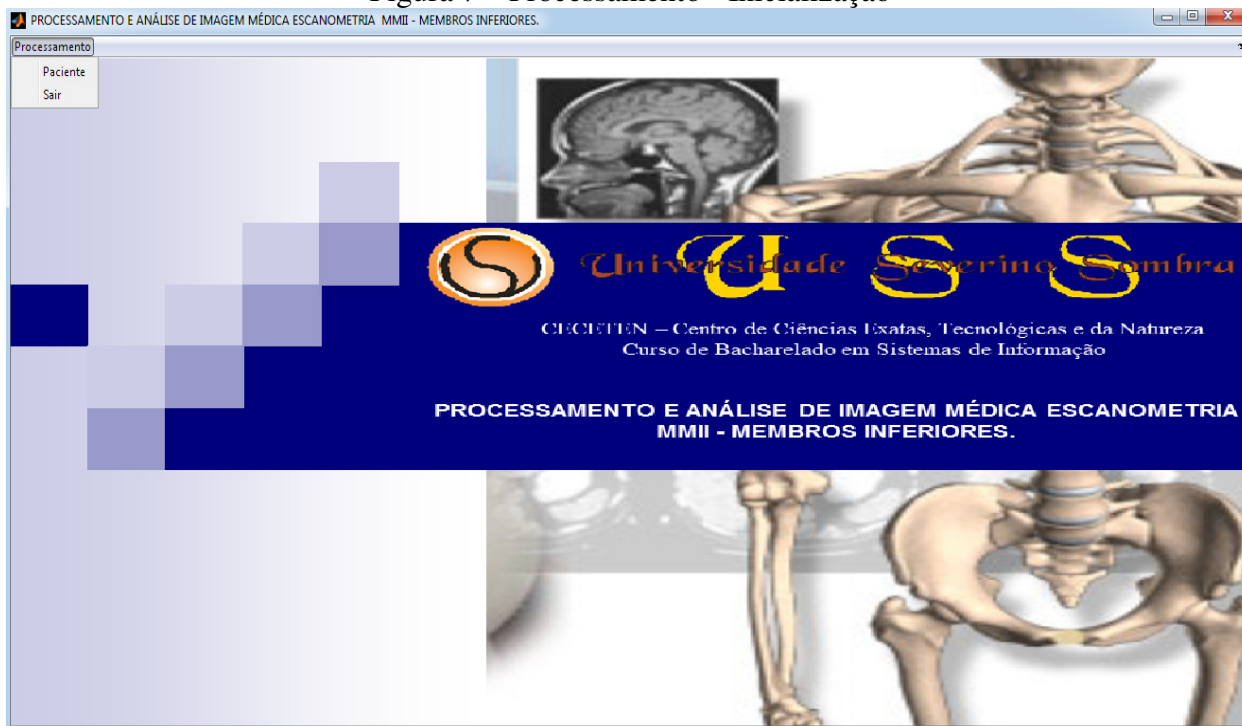 PROCESSAMENTO E ANÁLISE DE IMAGEM MÉDICA ESCANOMETRIA MMII - MEMBROS INFERIORES.
Processamento
Paciente
Sair
Universidade Severino Sombra
U S S
CECETEN – Centro de Ciências Exatas, Tecnológicas e da Natureza
Curso de Bacharelado em Sistemas de Informação
PROCESSAMENTO E ANÁLISE DE IMAGEM MÉDICA ESCANOMETRIA
MMII - MEMBROS INFERIORES.